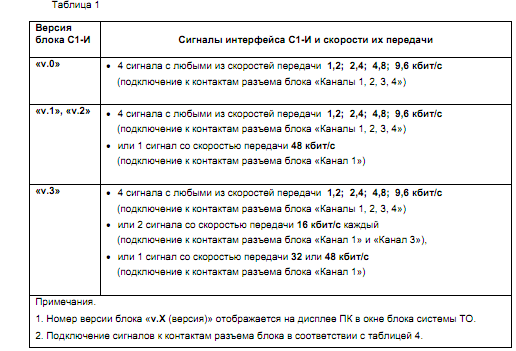 Таблица 1
Версия
блока С1-И
Сигналы интерфейса С1-И и скорости их передачи
«v.0»
• 4 сигнала с любыми из скоростей передачи 1,2; 2,4; 4,8; 9,6 кбит/с
(подключение к контактам разъема блока «Каналы 1, 2, 3, 4»)
«v.1», «v.2»
• 4 сигнала с любыми из скоростей передачи 1,2; 2,4; 4,8; 9,6 кбит/с
(подключение к контактам разъема блока «Каналы 1, 2, 3, 4»)
• или 1 сигнал со скоростью передачи 48 кбит/с
(подключение к контактам разъема блока «Канал 1»)
«v.3»
• 4 сигнала с любыми из скоростей передачи 1,2; 2,4; 4,8; 9,6 кбит/с
(подключение к контактам разъема блока «Каналы 1, 2, 3, 4»)
• или 2 сигнала со скоростью передачи 16 кбит/с каждый
(подключение к контактам разъема блока «Канал 1» и «Канал 3»),
• или 1 сигнал со скоростью передачи 32 или 48 кбит/с
(подключение к контактам разъема блока «Канал 1»)
Примечания.
1. Номер версии блока «v.X (версия)» отображается на дисплее ПК в окне блока системы ТО.
2. Подключение сигналов к контактам разъема блока в соответствии с таблицей 4.